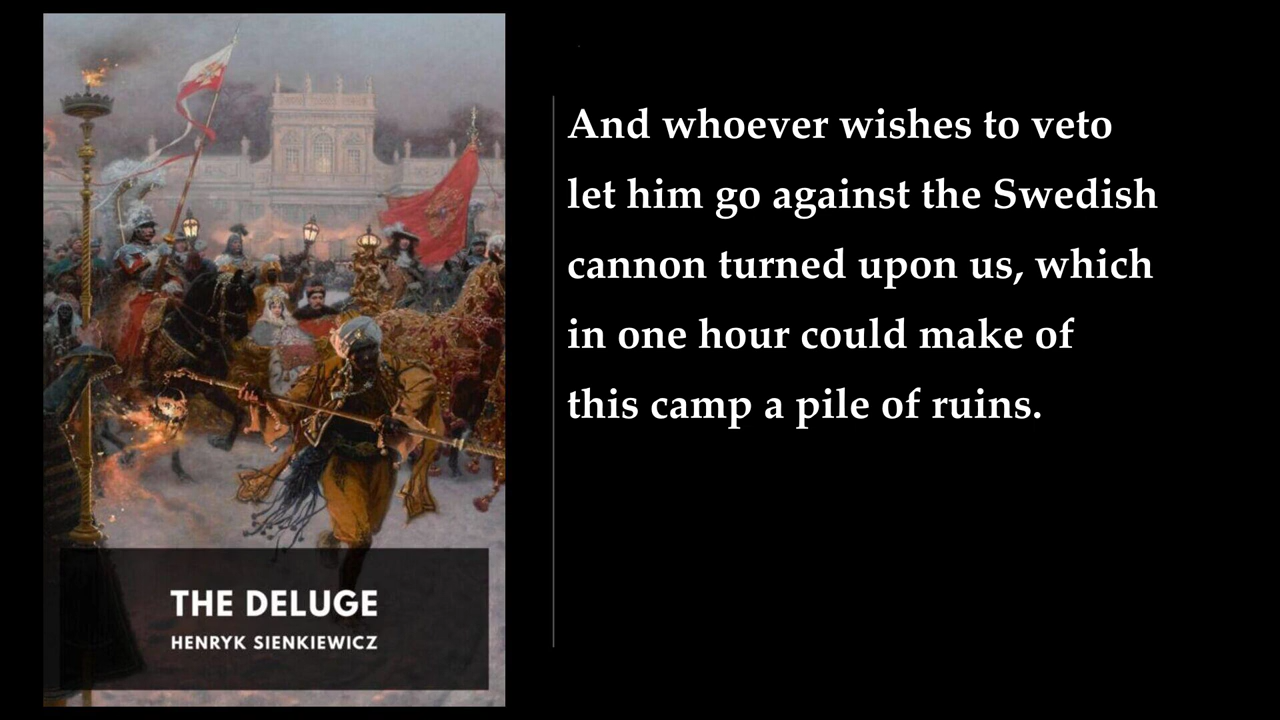 And whoever wishes to veto
let him go against the Swedish
cannon turned upon us, which
in one hour could make of
this camp a pile of ruins.
THE DELUGE
HENRYK SIENKIEWICZ